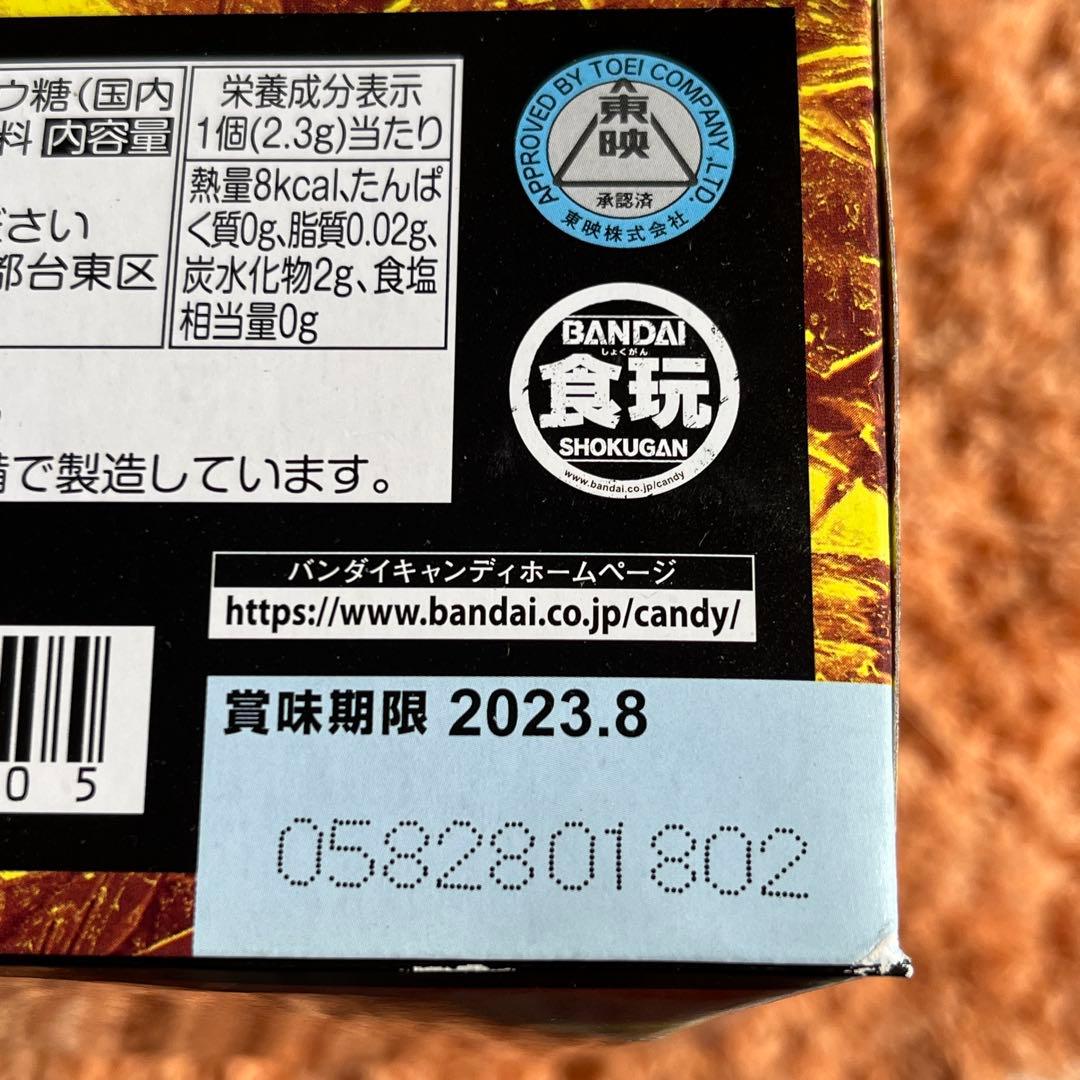 ウ糖(国内
料 内容量
ださい
都台東区
で製造しています。
栄養成分表示
1個(2.3g)当たり
熱量8kcal、たんぱ
く質0g、脂質0.02g、
炭水化物2g、食塩
相当量0g
APPROVED BY TOEI COMPANY ,LTD.
東映
承認済
東映株式会社
BANDAI
しょくがん
食玩
SHOKUGAN
www.bandai.co.jp/candy
バンダイキャンディホームページ
https://www.bandai.co.jp/candy/
05
賞味期限 2023.8
0582801802